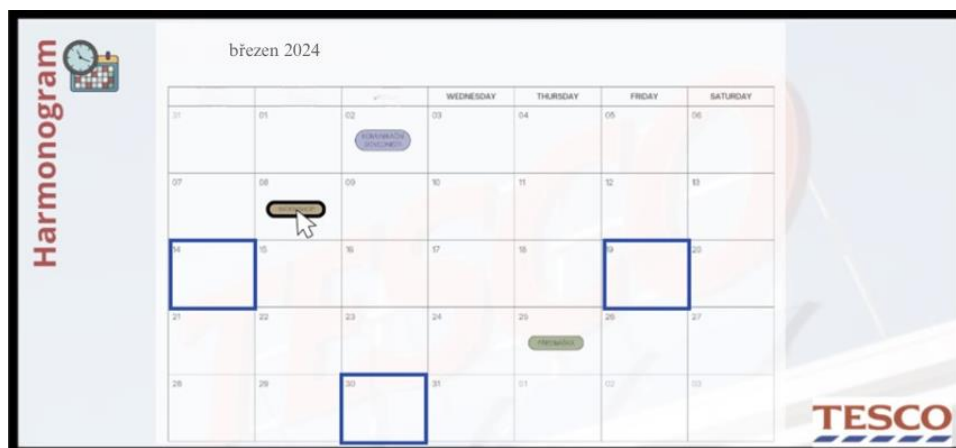 Harmonogram
březen 2024
WEDNESDAY THURSDAY FRIDAY SATURDAY
31 01 02 03 04 05 06
07 08 09 10 11 12 13
14 15 16 17 18 19 20
21 22 23 24 25 26 27
28 29 30 31 01 02 03
TESCO